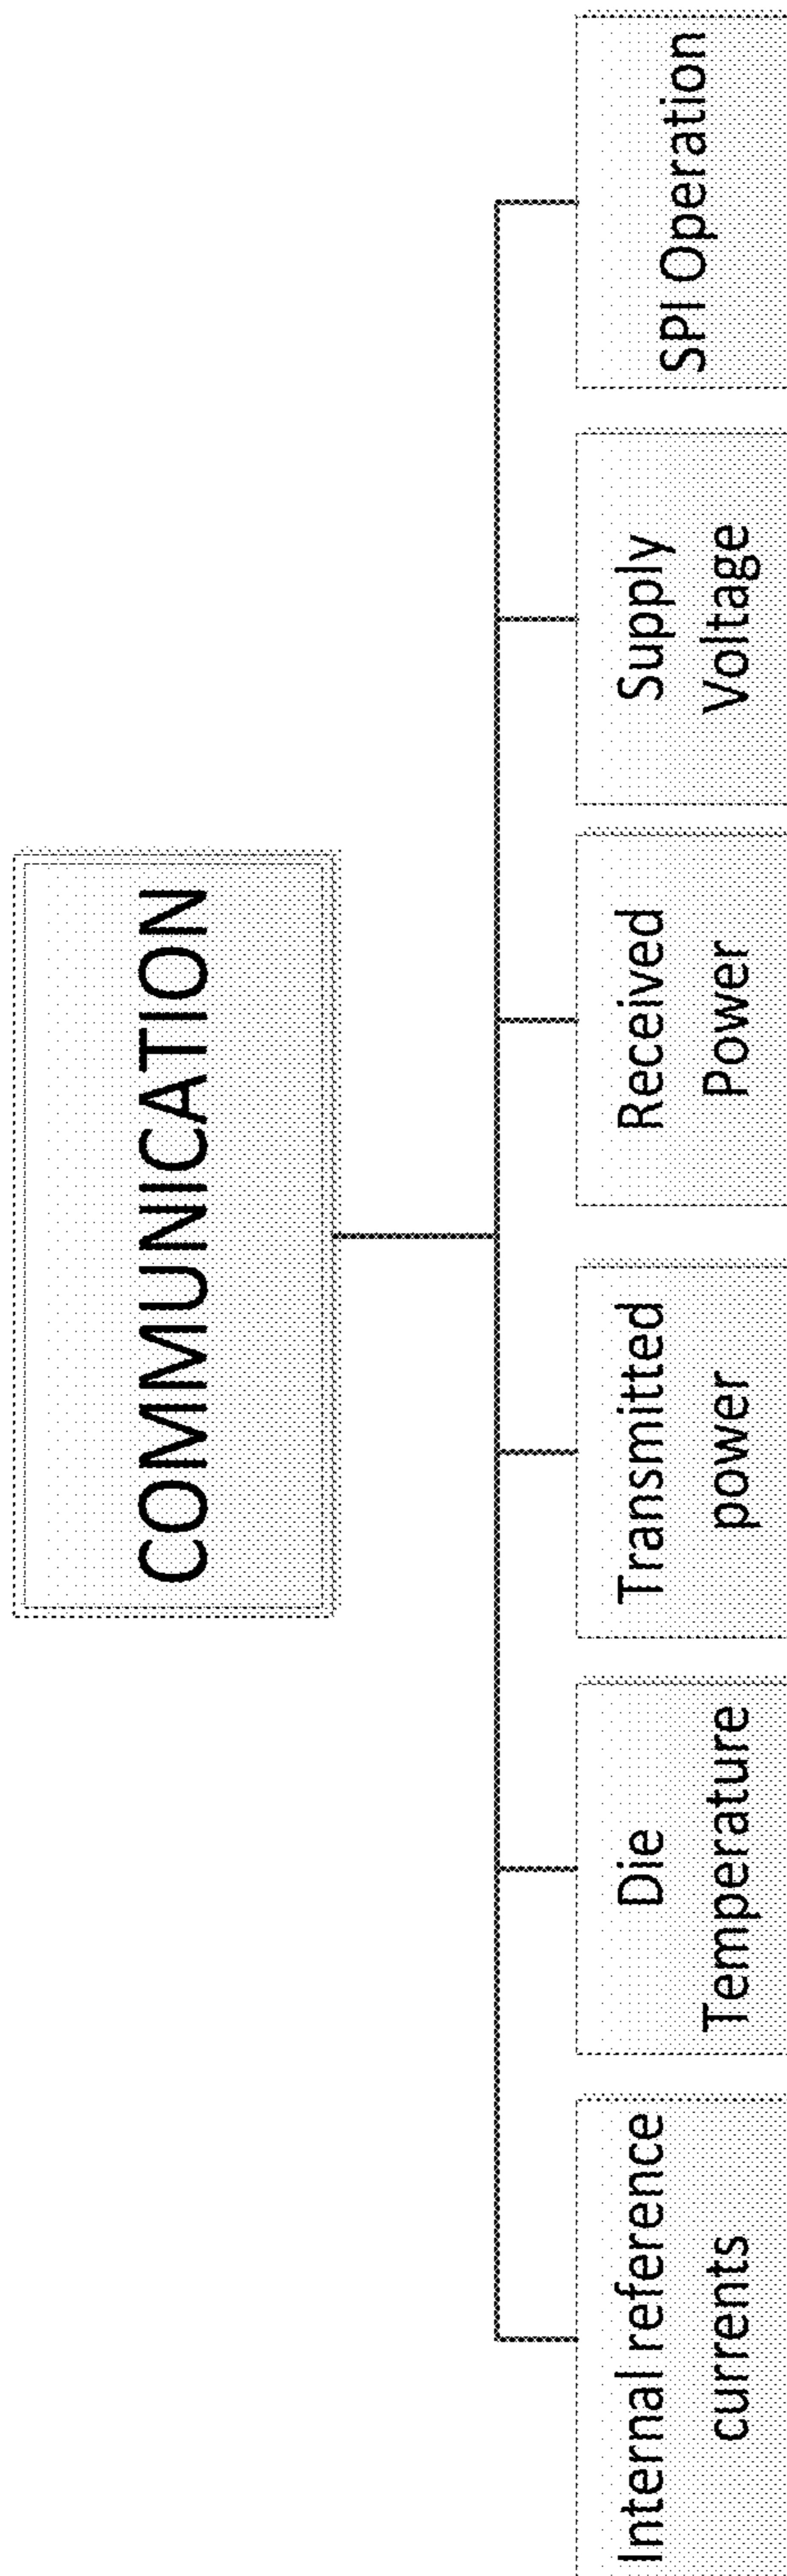 COMMUNICATION
Internal reference
currents
Die
Temperature
Transmitted
power
Received
Power
Supply
Voltage
SPI Operation